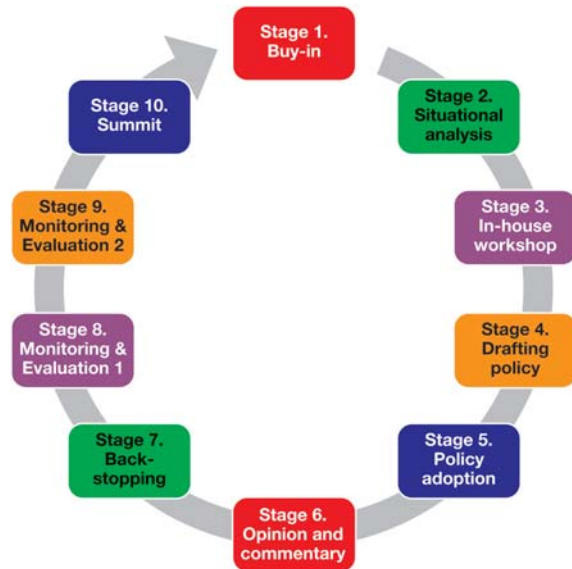 Stage 1.
Buy-in
Stage 2.
Situational
analysis
Stage 3.
In-house
workshop
Stage 4.
Drafting
policy
Stage 5.
Policy
adoption
Stage 6.
Opinion and
commentary
Stage 7.
Back-
stopping
Stage 8.
Monitoring &
Evaluation 1
Stage 9.
Monitoring &
Evaluation 2
Stage 10.
Summit